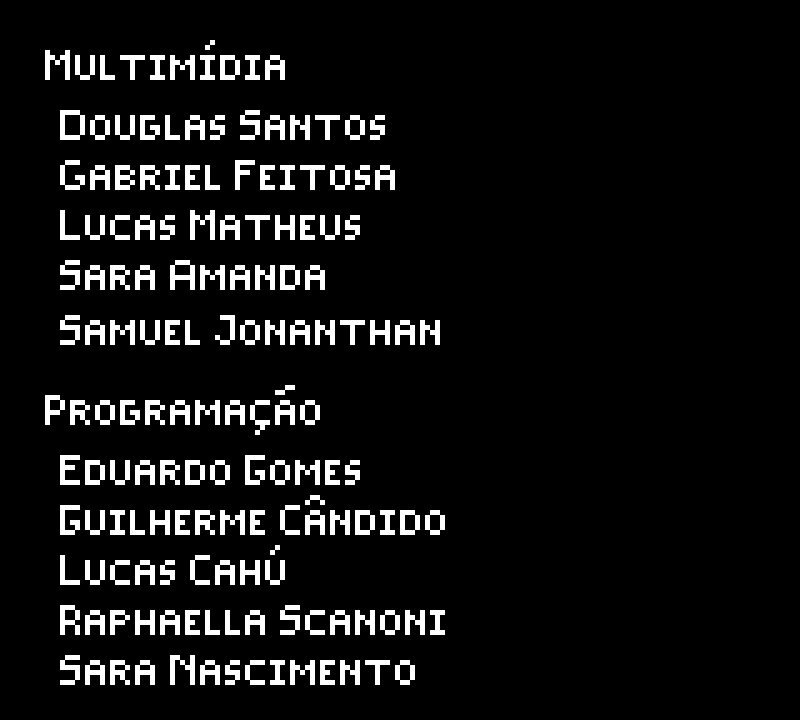 Multimídia
Douglas Santos
Gabriel Feitosa
Lucas Matheus
Sara Amanda
Samuel Jonanthan
Programação
Eduardo Gomes
Guilherme Cândido
Lucas Cahú
Raphaella Scanoni
Sara Nascimento